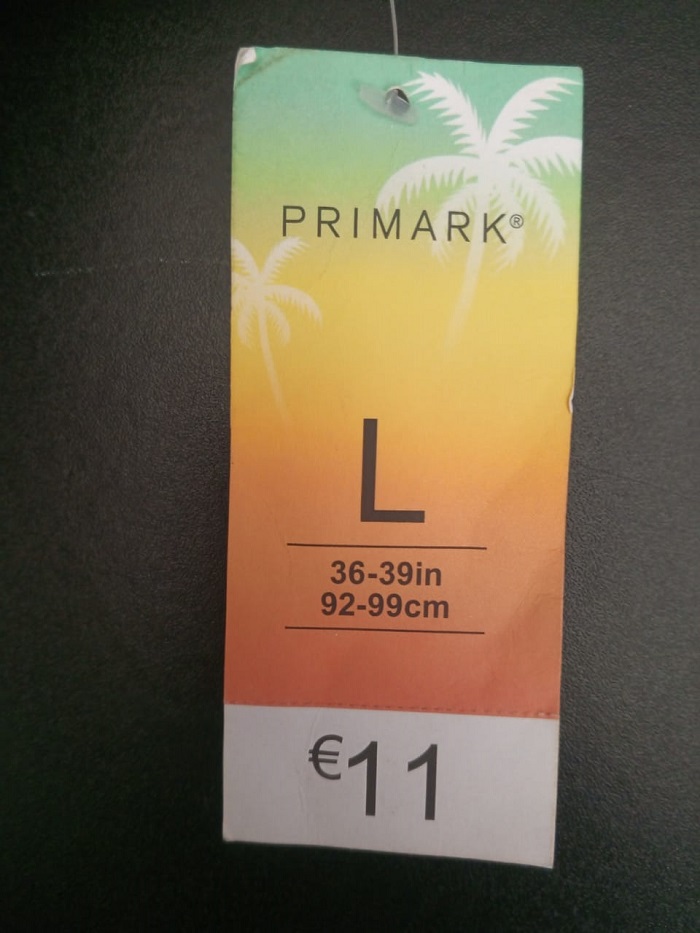 PRIMARK®
L
36-39in
92-99cm
€11